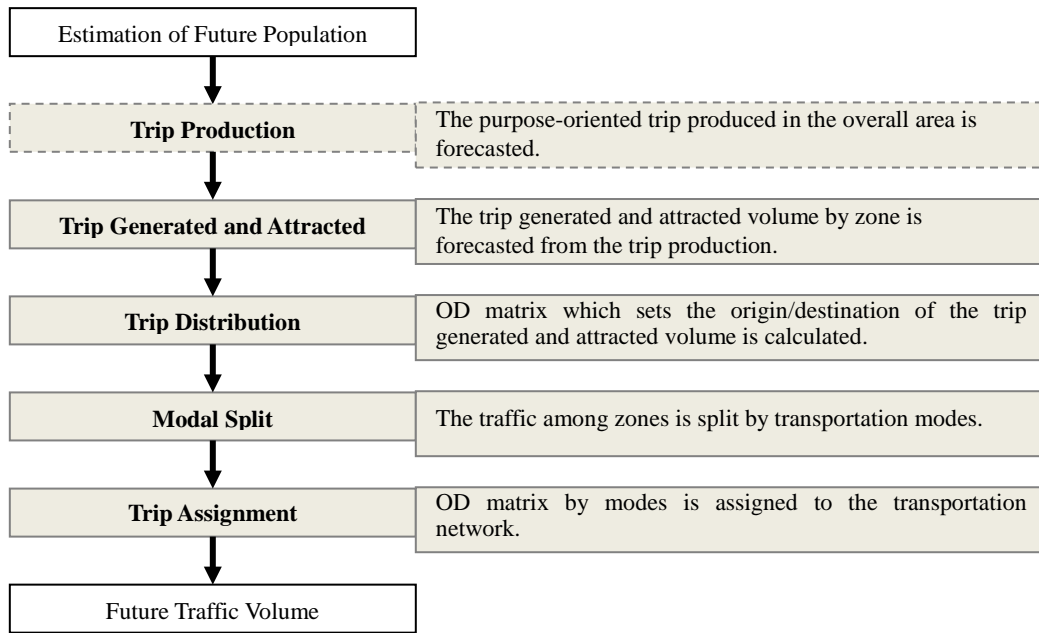 Estimation of Future Population
Trip Production
The purpose-oriented trip produced in the overall area is
forecasted.
Trip Generated and Attracted
The trip generated and attracted volume by zone is
forecasted from the trip production.
Trip Distribution
OD matrix which sets the origin/destination of the trip
generated and attracted volume is calculated.
Modal Split
The traffic among zones is split by transportation modes.
Trip Assignment
OD matrix by modes is assigned to the transportation
network.
Future Traffic Volume